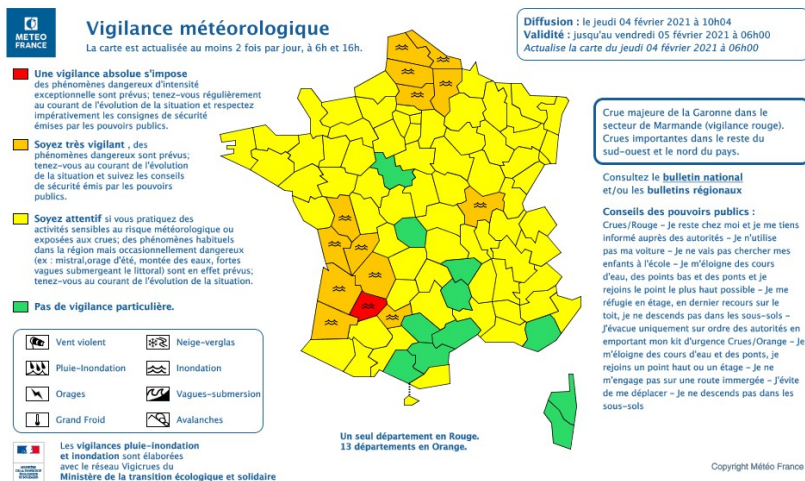 METEO
FRANCE
Vigilance météorologique
La carte est actualisée au moins 2 fois par jour, à 6h et 16h.
Diffusion : le jeudi 04 février 2021 à 10h04
Validité : jusqu'au vendredi 05 février 2021 à 06h00
Actualise la carte du jeudi 04 février 2021 à 06h00
Une vigilance absolue s'impose
des phénomènes dangereux d'intensité
exceptionnelle sont prévus; tenez-vous régulièrement
au courant de l'évolution de la situation et respectez
impérativement les consignes de sécurité
émises par les pouvoirs publics.
Soyez très vigilant , des
phénomènes dangereux sont prévus;
tenez-vous au courant de l'évolution
de la situation et suivez les conseils
de sécurité émis par les pouvoirs
publics.
Soyez attentif si vous pratiquez des
activités sensibles au risque météorologique ou
exposées aux crues; des phénomènes habituels
dans la région mais occasionnellement dangereux
(ex : mistral,orage d'été, montée des eaux, fortes
vagues submergeant le littoral) sont en effet prévus;
tenez-vous au courant de l'évolution de la situation.
Pas de vigilance particulière.
Vent violent
Neige-verglas
Pluie-Inondation
Inondation
Orages
Vagues-submersion
Grand Froid
Avalanches
Les vigilances pluie-inondation
et inondation sont élaborées
avec le réseau Vigicrues du
Ministère de la transition écologique et solidaire
Un seul département en Rouge.
13 départements en Orange.
Crue majeure de la Garonne dans le
secteur de Marmande (vigilance rouge).
Crues importantes dans le reste du
sud-ouest et le nord du pays.
Consultez le bulletin national
et/ou les bulletins régionaux
Conseils des pouvoirs publics :
Crues/Rouge – Je reste chez moi et je me tiens
informé auprès des autorités – Je n'utilise
pas ma voiture – Je ne vais pas chercher mes
enfants à l'école – Je m'éloigne des cours
d'eau, des points bas et des ponts et je
rejoins le point le plus haut possible – Je me
réfugie en étage, en dernier recours sur le
toit, je ne descends pas dans les sous-sols –
J'évacue uniquement sur ordre des autorités en
emportant mon kit d'urgence Crues/Orange – Je
m'éloigne des cours d'eau et des ponts, je
rejoins un point haut ou un étage – Je ne
m'engage pas sur une route immergée – J'évite
de me déplacer – Je ne descends pas dans les
sous-sols
Copyright Météo France